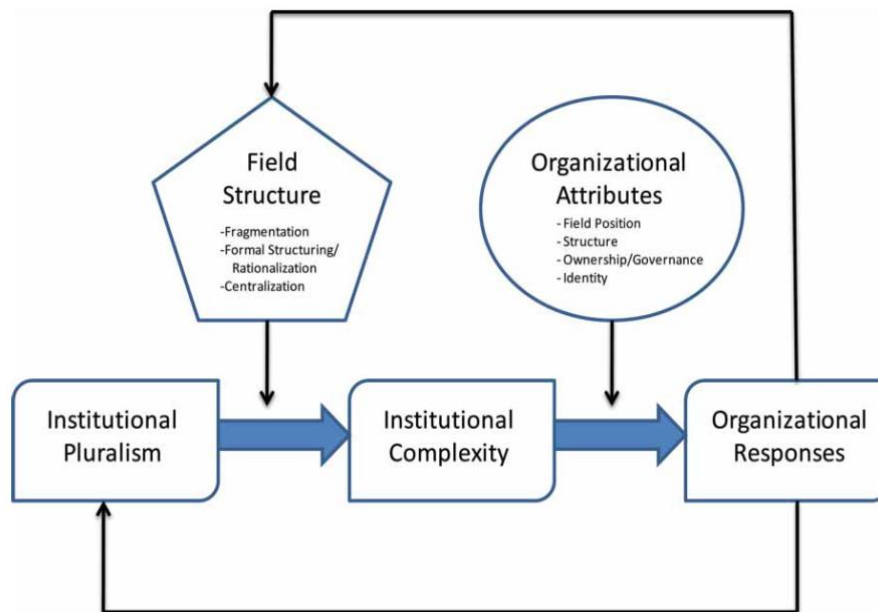 Field
Structure
-Fragmentation
-Formal Structuring/
Rationalization
-Centralization
Organizational
Attributes
- Field Position
- Structure
- Ownership/Governance
- Identity
Institutional
Pluralism
Institutional
Complexity
Organizational
Responses